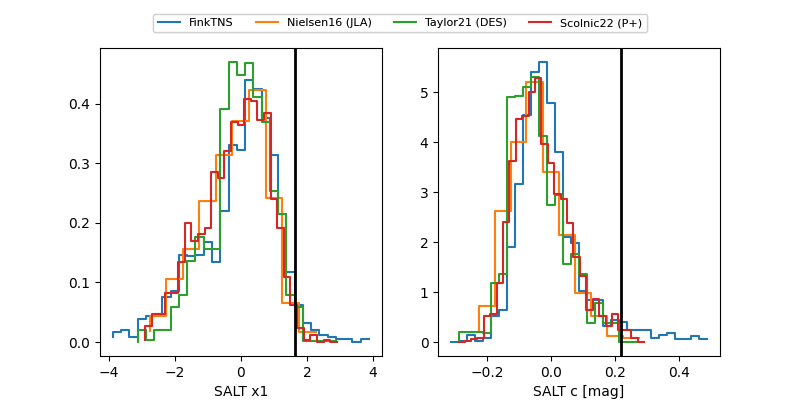 FinkTNS Nielsen16 (JLA) Taylor21 (DES) Scolnic22 (P+)
0.4
0.3
0.2
0.1
0.0
−4 −2 0 2 4
SALT x1
5
4
3
2
1
0
−0.2 0.0 0.2 0.4
SALT c [mag]